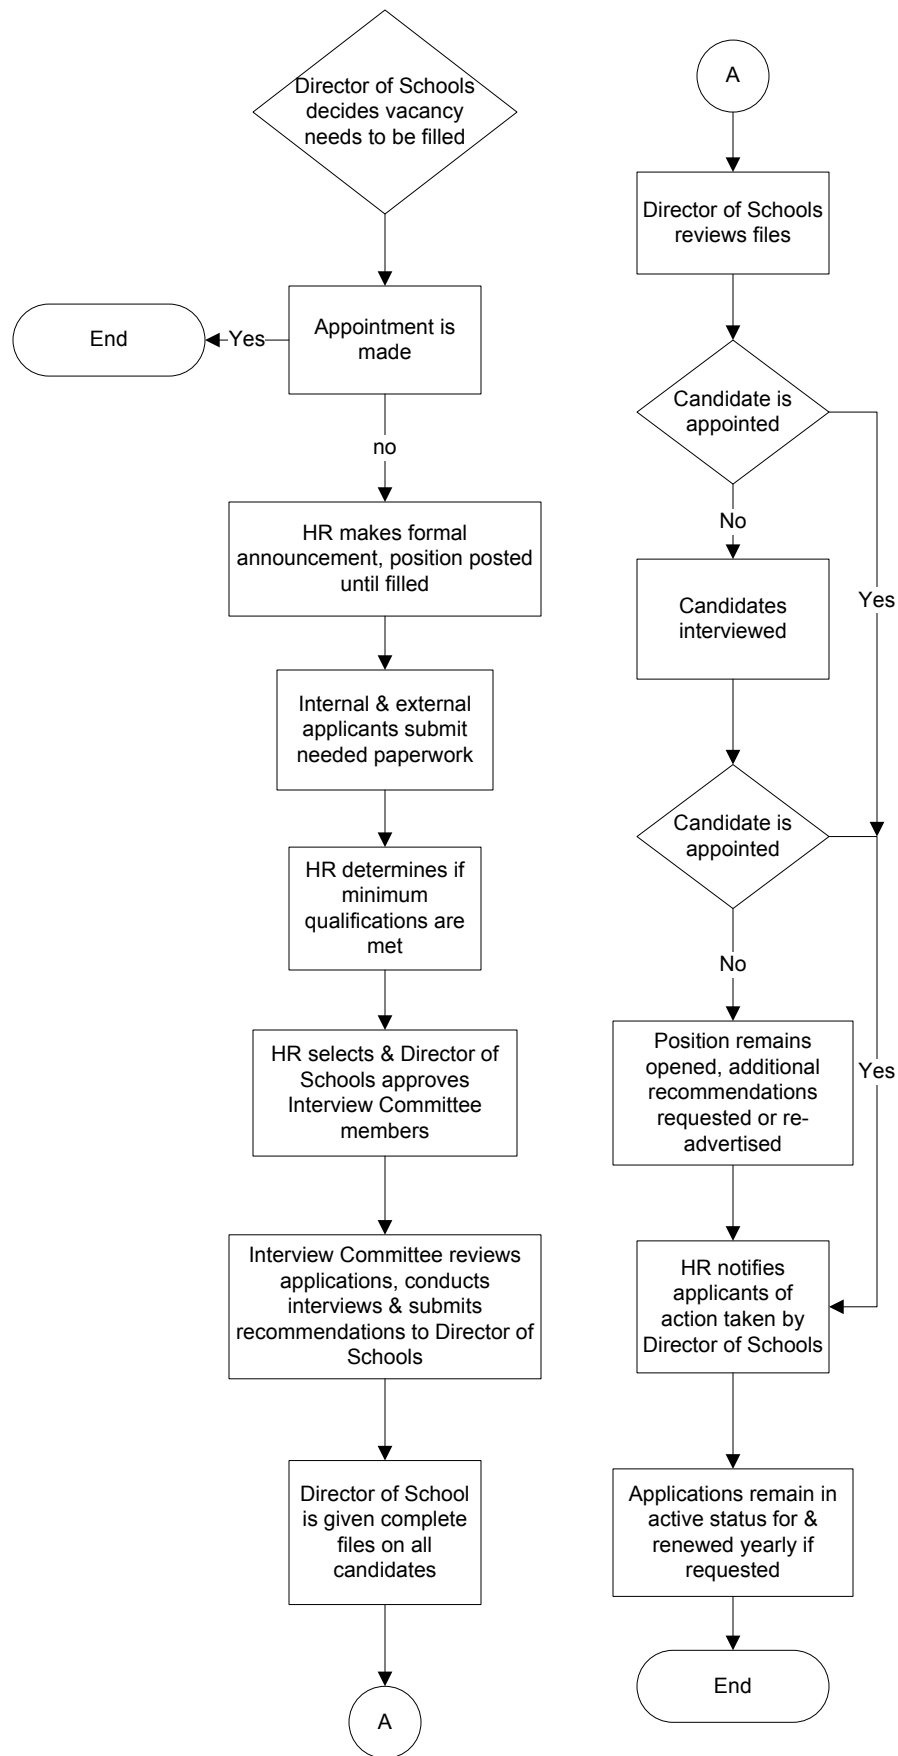 Director of Schools
decides vacancy
needs to be filled
Appointment is
made
Yes
End
no
HR makes formal
announcement, position posted
until filled
Internal & external
applicants submit
needed paperwork
HR determines if
minimum
qualifications are
met
HR selects & Director of
Schools approves
Interview Committee
members
Interview Committee reviews
applications, conducts
interviews & submits
recommendations to Director of
Schools
Director of School
is given complete
files on all
candidates
A
A
Director of Schools
reviews files
Candidate is
appointed
No
Yes
Candidates
interviewed
Candidate is
appointed
No
Yes
Position remains
opened, additional
recommendations
requested or re-
advertised
HR notifies
applicants of
action taken by
Director of Schools
Applications remain in
active status for &
renewed yearly if
requested
End